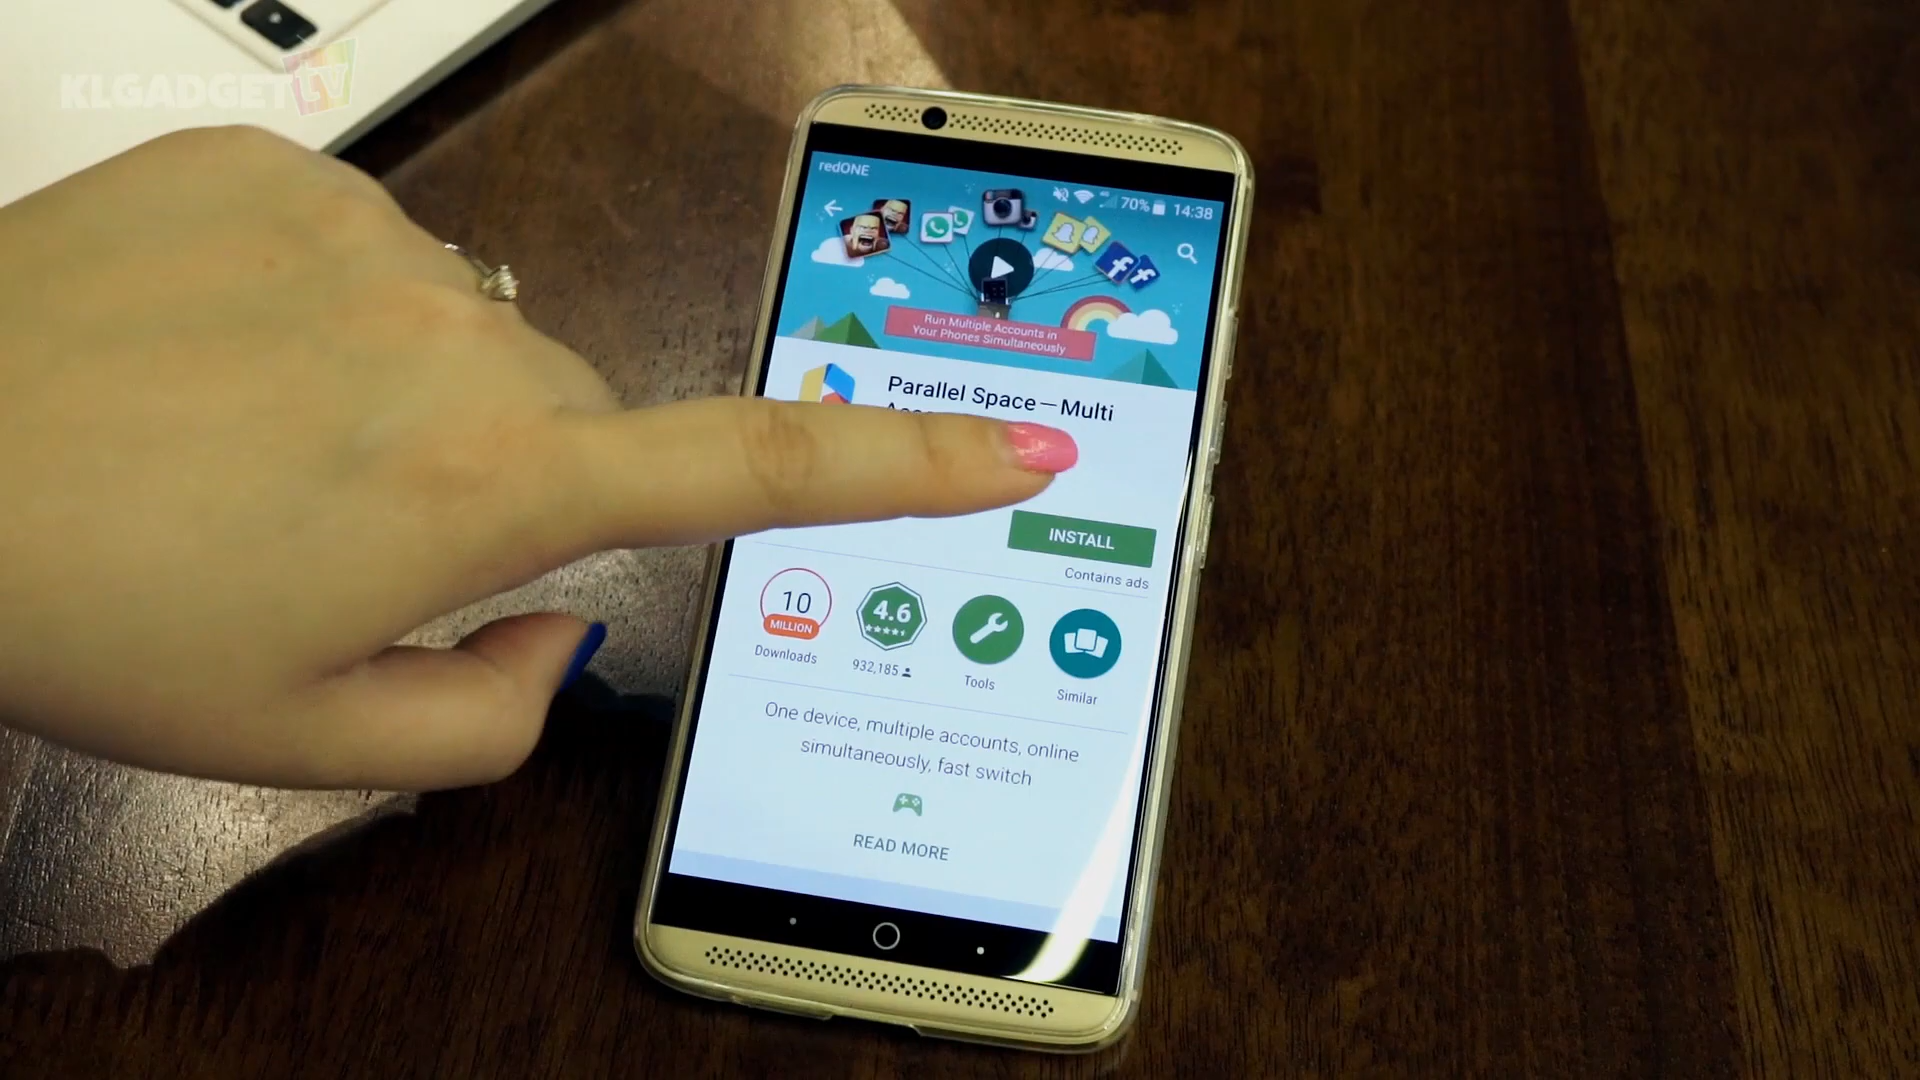 KLGADGET tv
redONE
70% 14:38
Run Multiple Accounts in
Your Phones Simultaneously
Parallel Space—Multi
INSTALL
Contains ads
10
MILLION
4.6
Downloads
932,185
Tools
Similar
One device, multiple accounts, online
simultaneously, fast switch
READ MORE